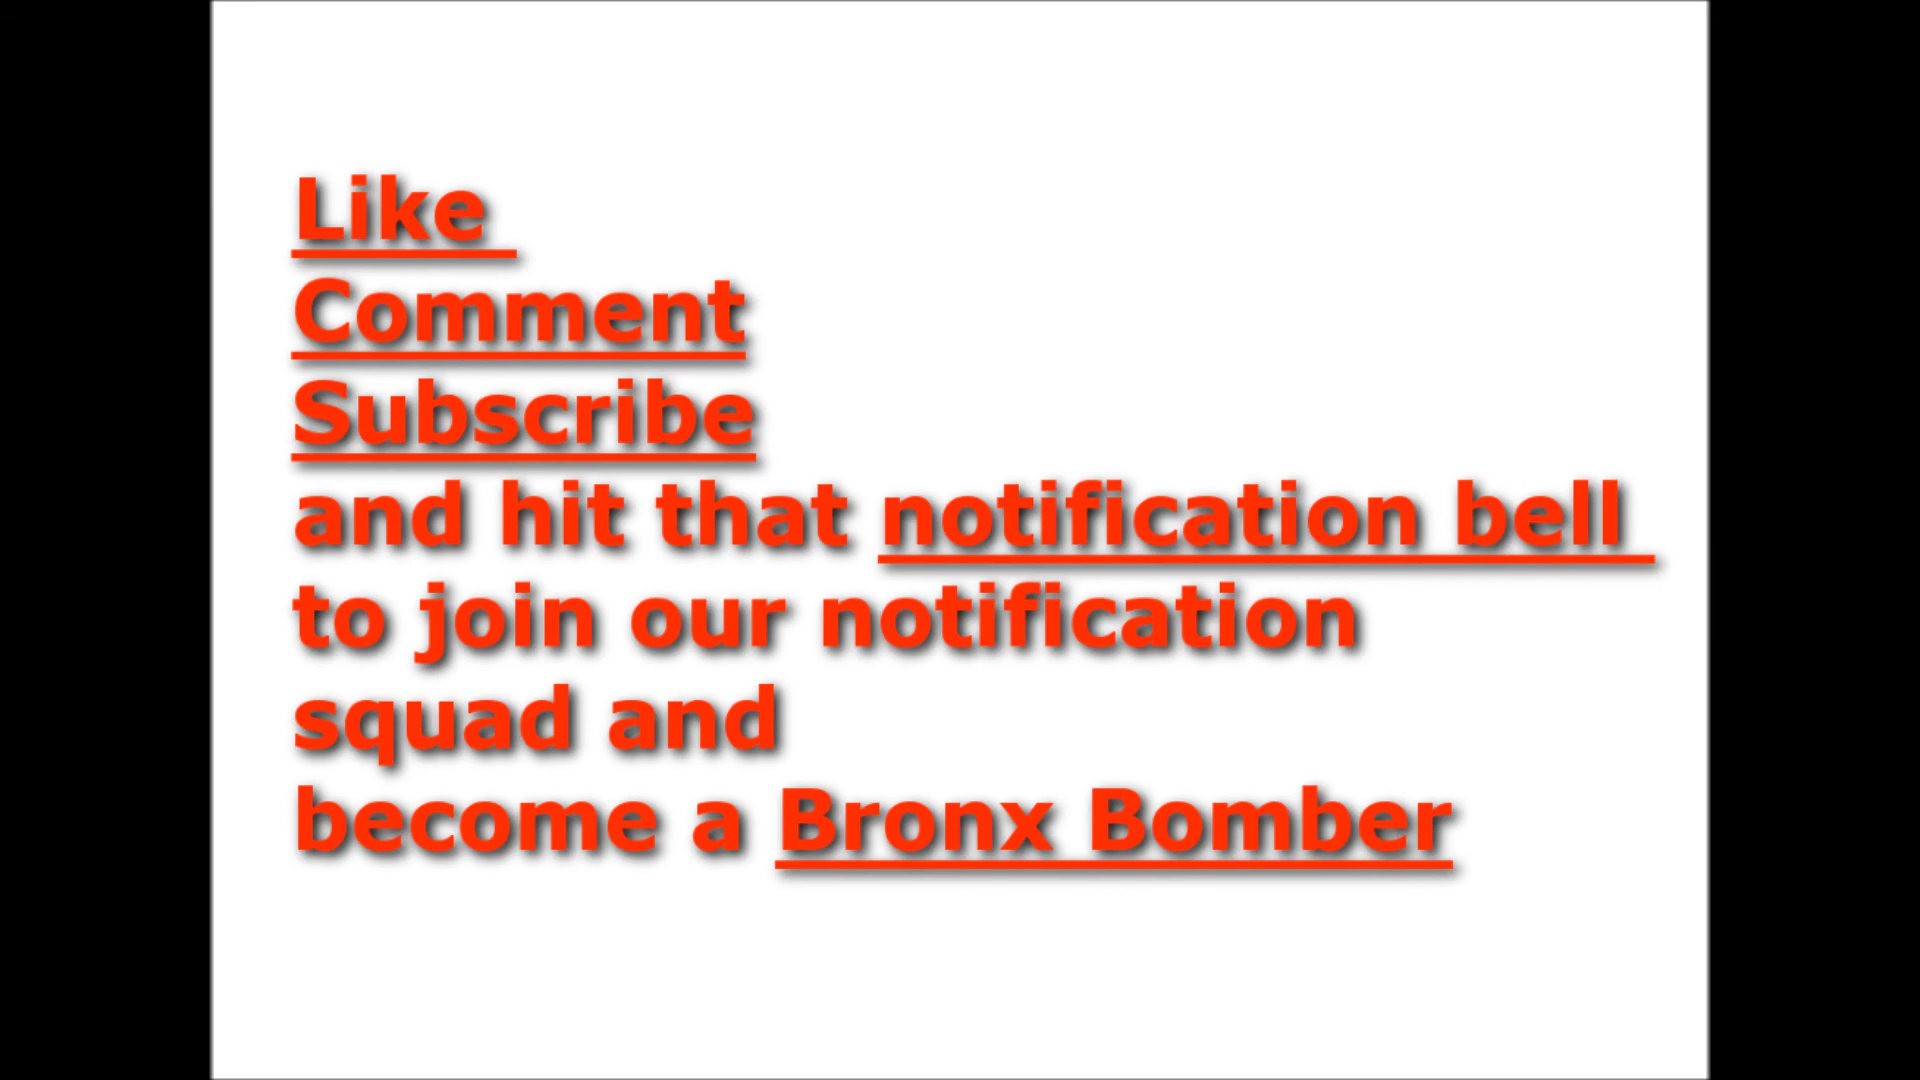 Like
Comment
Subscribe
and hit that notification bell
to join our notification
squad and
become a Bronx Bomber